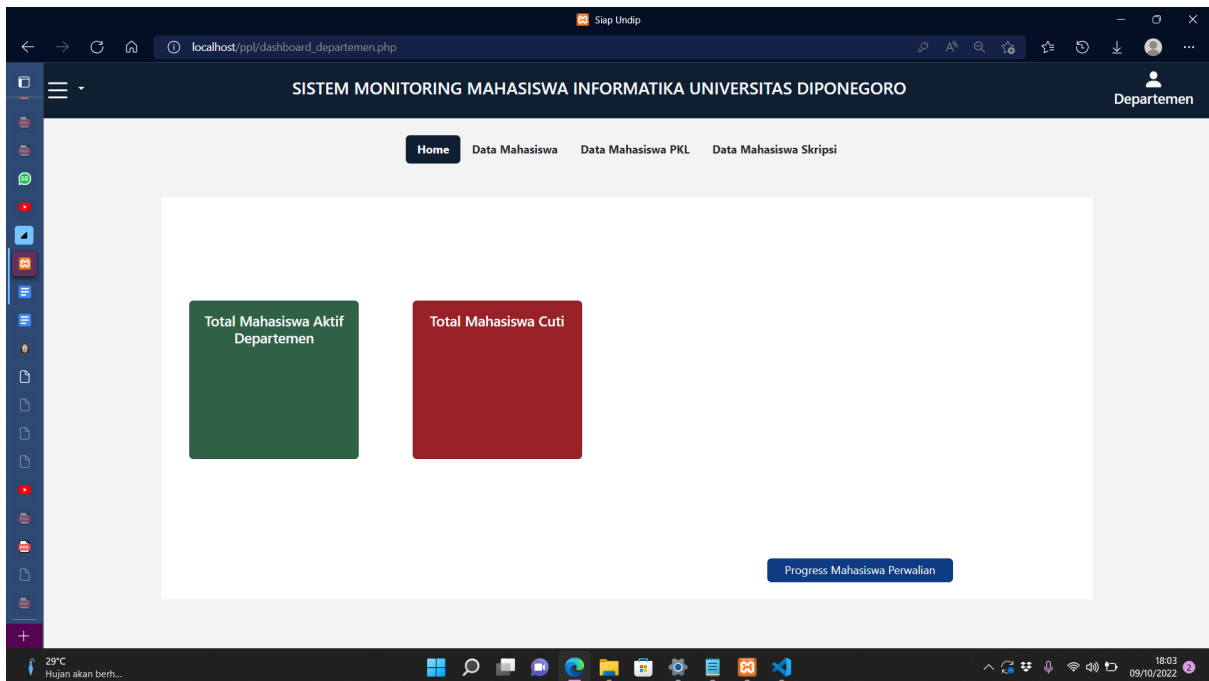 Siap Undip
localhost/ppl/dashboard_departemen.php
SISTEM MONITORING MAHASISWA INFORMATIKA UNIVERSITAS DIPONEGORO
Departemen
Home Data Mahasiswa Data Mahasiswa PKL Data Mahasiswa Skripsi
Total Mahasiswa Aktif
Departemen
Total Mahasiswa Cuti
Progress Mahasiswa Perwalian
29°C
Hujan akan berh...
18:03
09/10/2022
2